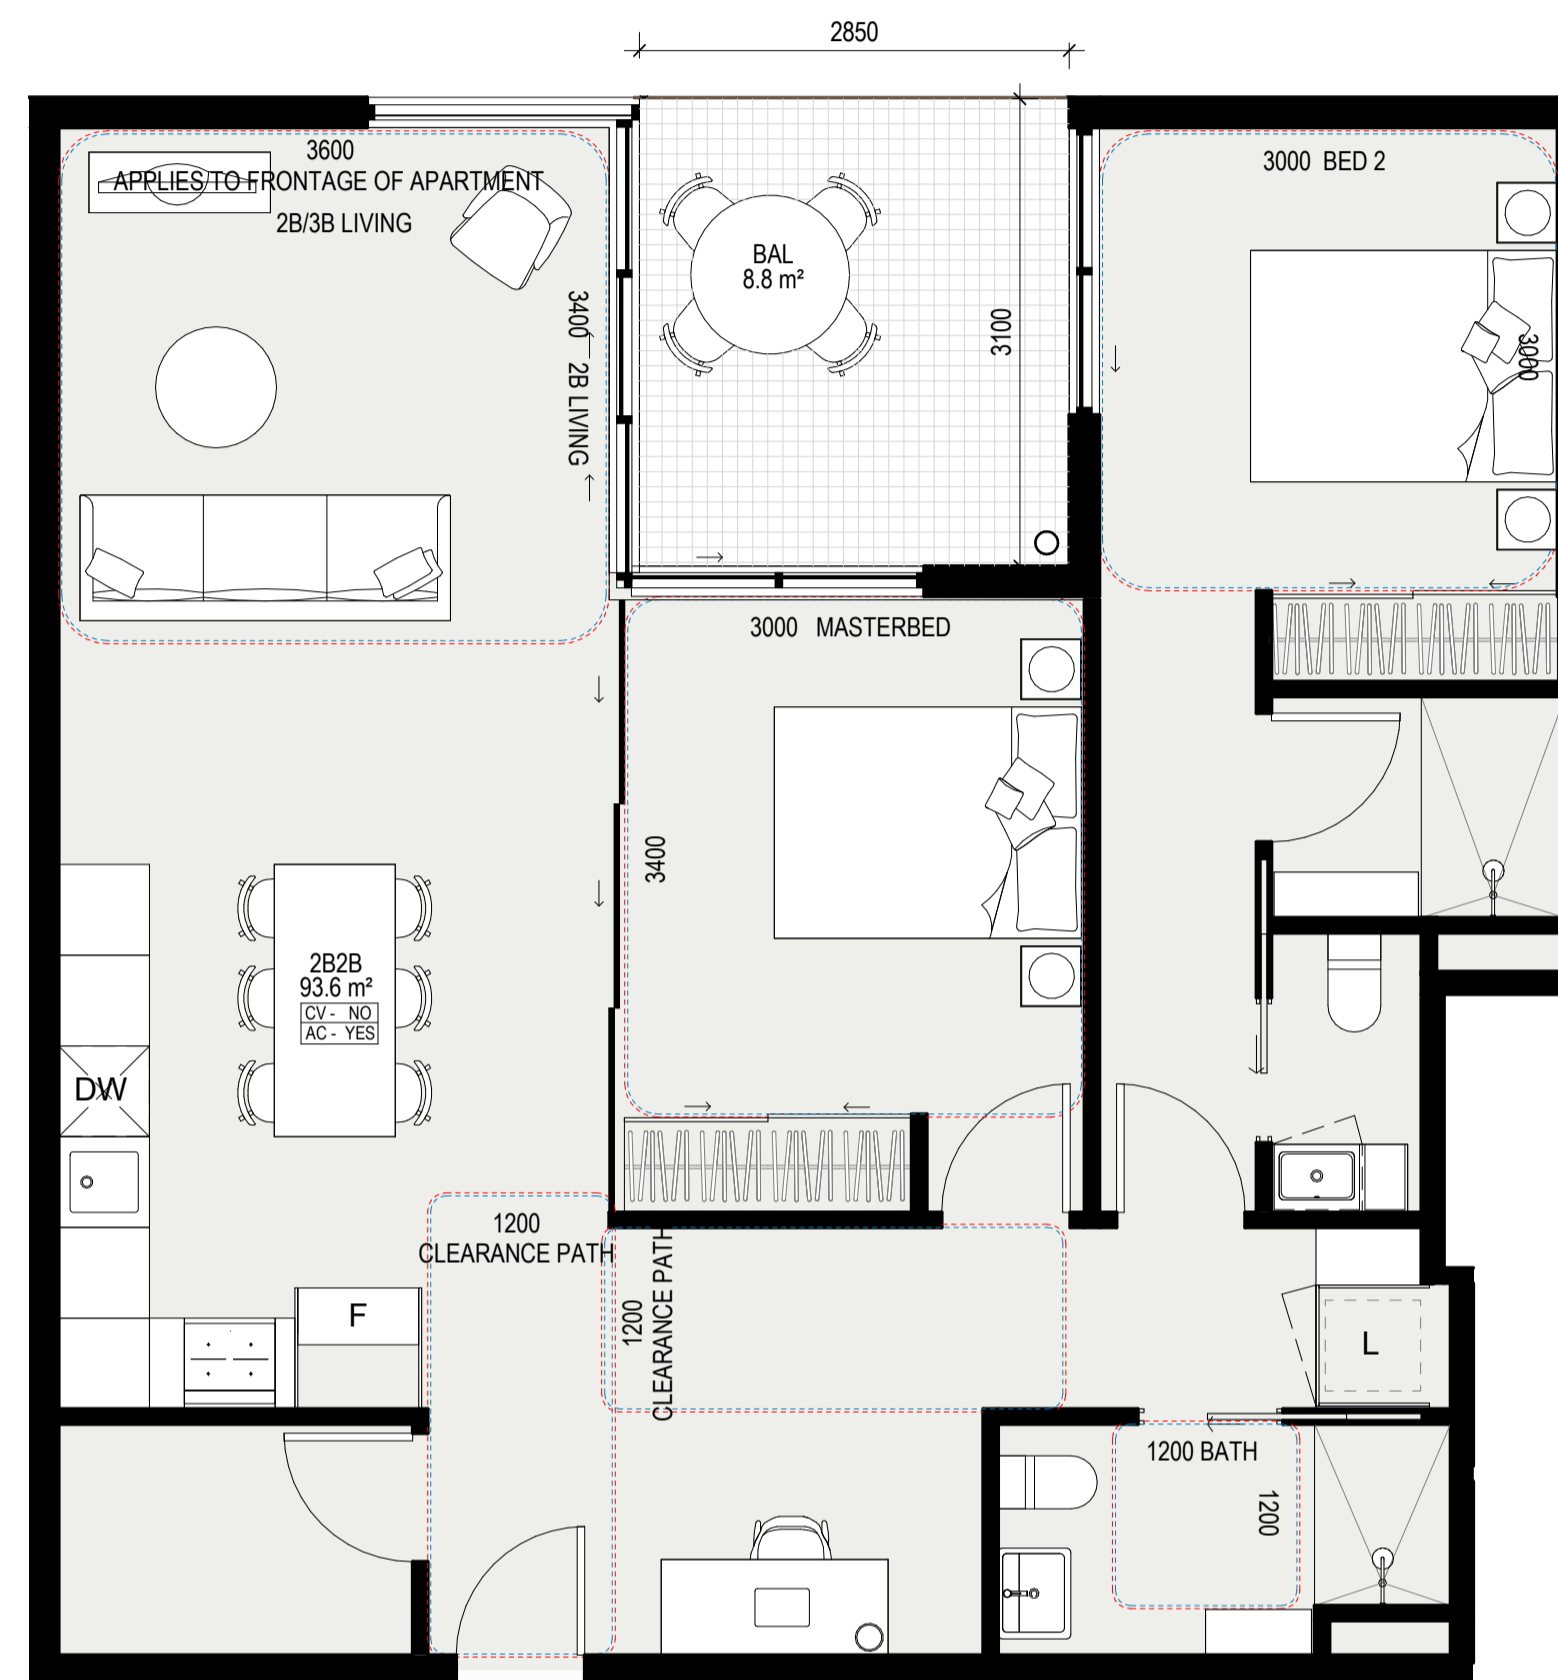 2850
3600
APPLIES TO FRONTAGE OF APARTMENT
2B/3B LIVING
3400 2B LIVING
BAL
8.8 m²
3100
3000 BED 2
3000
3000 MASTERBED
3400
2B2B
93.6 m²
CV - NO
AC - YES
DW
1200
CLEARANCE PATH
1200
CLEARANCE PATH
F
L
1200 BATH
1200